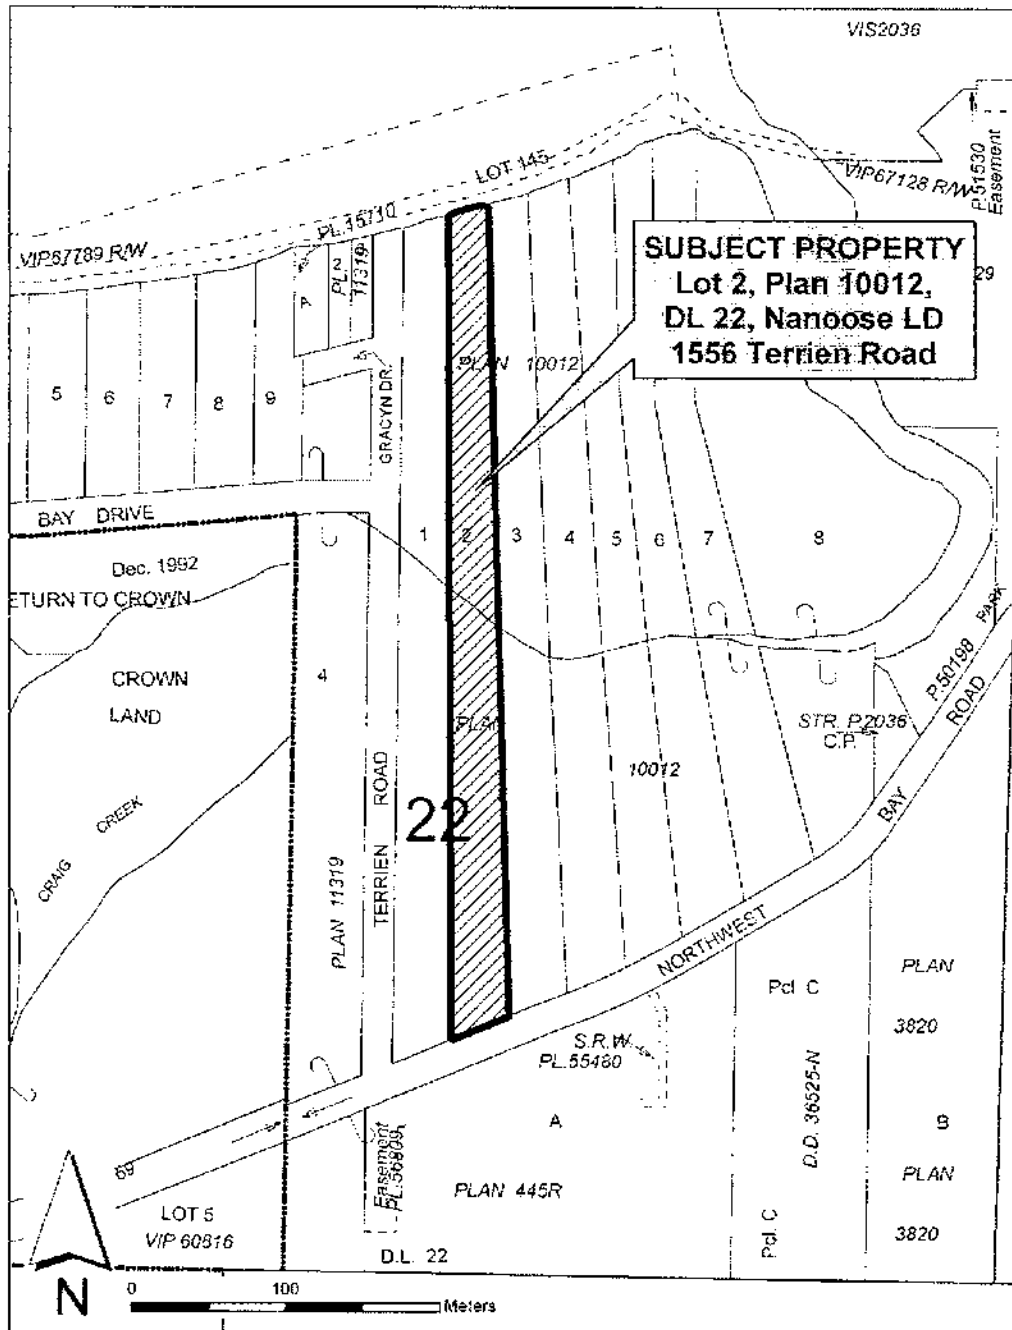 VIS2036
P.51530
Easement
LOT 145
VIP67128 R/W
PL.15710
VIP67789 R/W
2
PL.
11319
A
SUBJECT PROPERTY
Lot 2, Plan 10012,
DL 22, Nanoose LD
1556 Terrien Road
29
PLAN 10012
GRACYN DR.
5
6
7
8
9
BAY DRIVE
1
2
3
4
5
6
7
8
Dec. 1992
ETURN TO CROWN
CROWN
LAND
4
PARK
P.50198
PLAN
STR. P.2036
C.P.
BAY
ROAD
10012
TERRIEN ROAD
22
CRAIG CREEK
PLAN 11319
NORTHWEST
PLAN
3820
Pcl C
S.R.W.
PL.55480
D.D. 36525-N
A
B
69
Easement
PL.56809
PLAN 445R
PLAN
3820
LOT 5
VIP 60816
Pcl. C
D.L. 22
N
0 100
Meters